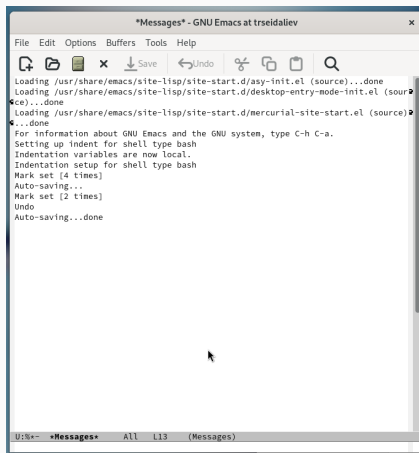 *Messages* - GNU Emacs at trseidaliev ×
File Edit Options Buffers Tools Help
Save Undo
Loading /usr/share/emacs/site-lisp/site-start.d/asy-init.el (source)...done
Loading /usr/share/emacs/site-lisp/site-start.d/desktop-entry-mode-init.el (sour
ce)...done
Loading /usr/share/emacs/site-lisp/site-start.d/mercurial-site-start.el (source)
...done
For information about GNU Emacs and the GNU system, type C-h C-a.
Setting up indent for shell type bash
Indentation variables are now local.
Indentation setup for shell type bash
Mark set [4 times]
Auto-saving...
Mark set [2 times]
Undo
Auto-saving...done
U:%*- *Messages* All L13 (Messages)